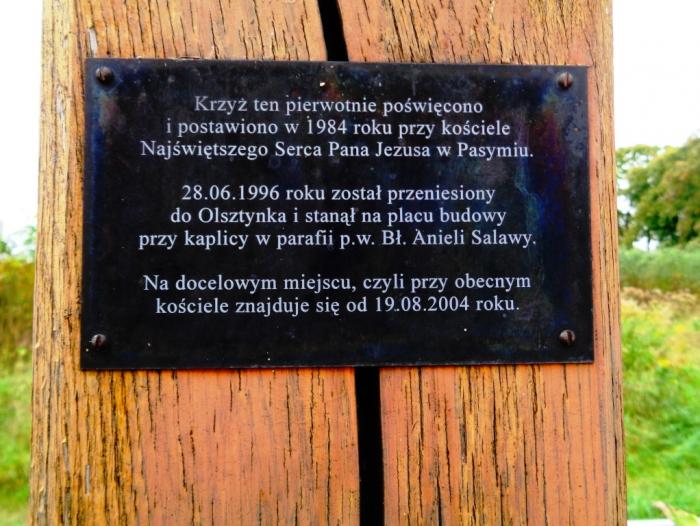 Krzyż ten pierwotnie poświęcono
i postawiono w 1984 roku przy kościele
Najświętszego Serca Pana Jezusa w Pasymiu.
28.06.1996 roku został przeniesiony
do Olsztynka i stanął na placu budowy
przy kaplicy w parafii p.w. Bł. Anieli Salawy.
Na docelowym miejscu, czyli przy obecnym
kościele znajduje się od 19.08.2004 roku.